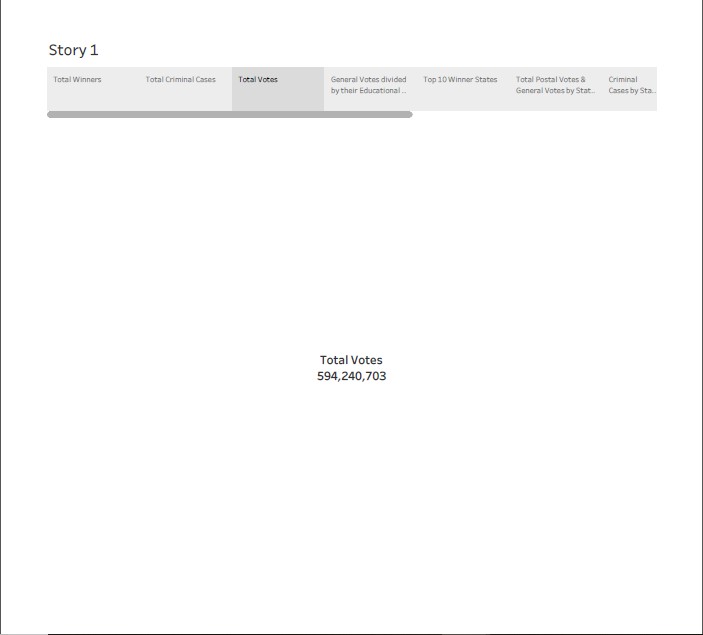 Story 1
Total Winners
Total Criminal Cases
Total Votes
General Votes divided
by their Educational ..
Top 10 Winner States
Total Postal Votes &
General Votes by Stat..
Criminal
Cases by Sta..
Total Votes
594,240,703